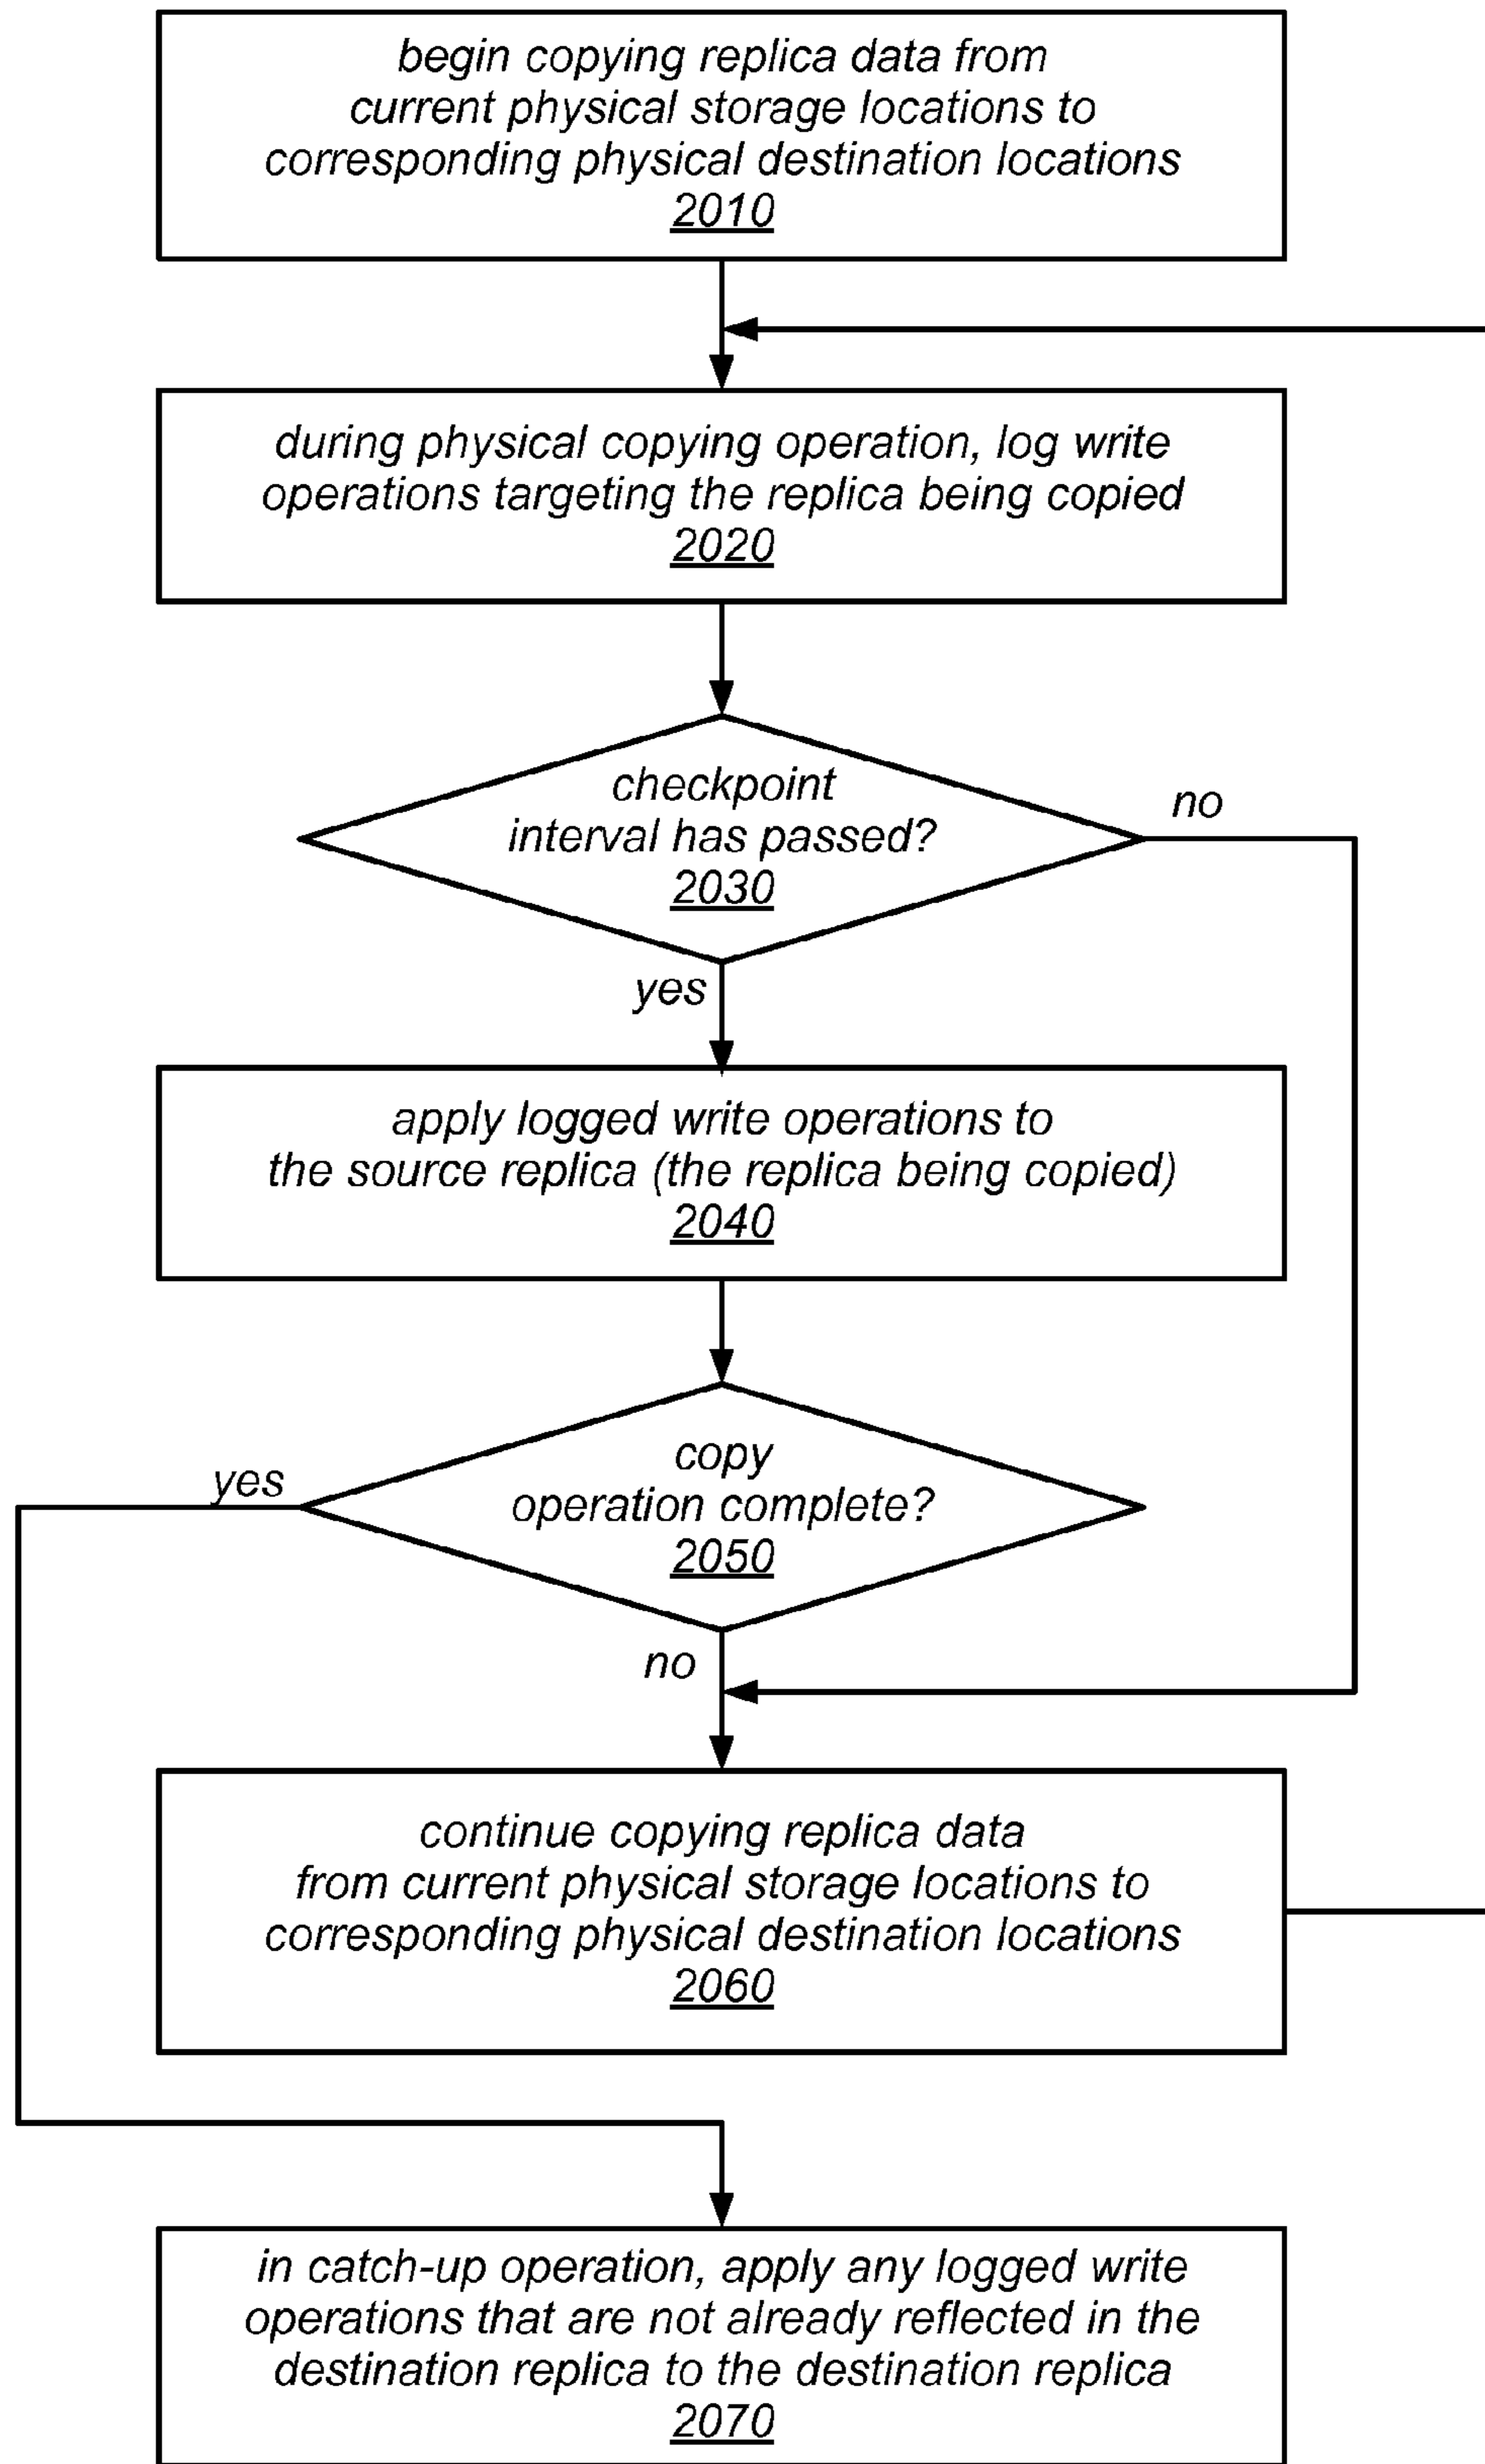 begin copying replica data from
current physical storage locations to
corresponding physical destination locations
2010
during physical copying operation, log write
operations targeting the replica being copied
2020
checkpoint
interval has passed?
2030
no
yes
apply logged write operations to
the source replica (the replica being copied)
2040
copy
operation complete?
2050
yes
no
continue copying replica data
from current physical storage locations to
corresponding physical destination locations
2060
in catch-up operation, apply any logged write
operations that are not already reflected in the
destination replica to the destination replica
2070